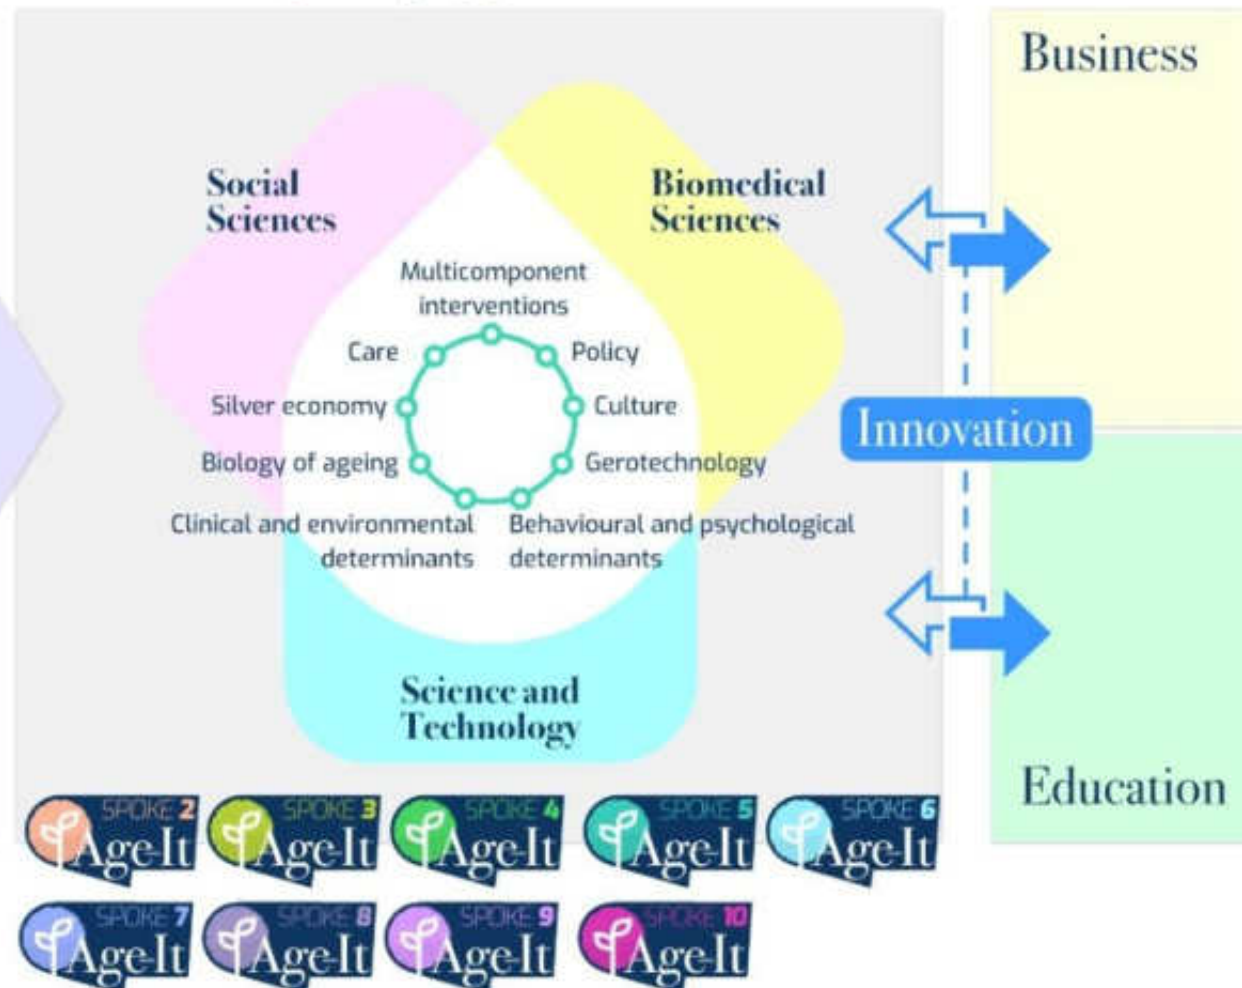 Business
Social
Sciences
Biomedical
Sciences
Multicomponent
interventions
Care
Policy
Silver economy
Culture
Innovation
Biology of ageing
Gerotechnology
Clinical and environmental
determinants
Behavioural and psychological
determinants
Science and
Technology
Education
SPOKE 2
Age-It
SPOKE 3
Age-It
SPOKE 4
Age-It
SPOKE 5
Age-It
SPOKE 6
Age-It
SPOKE 7
Age-It
SPOKE 8
Age-It
SPOKE 9
Age-It
SPOKE 10
Age-It